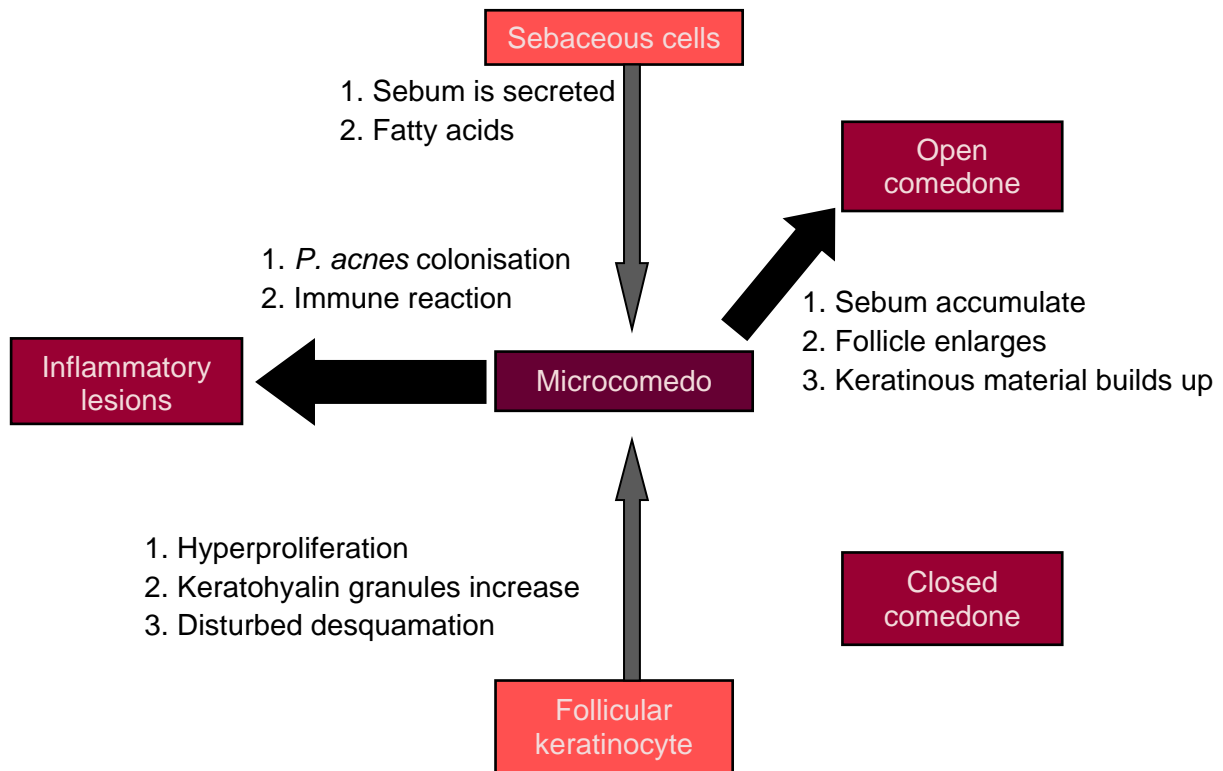 Sebaceous cells
1. Sebum is secreted
2. Fatty acids
Open
comedone
1. P. acnes colonisation
2. Immune reaction
1. Sebum accumulate
2. Follicle enlarges
3. Keratinous material builds up
Inflammatory
lesions
Microcomedo
1. Hyperproliferation
2. Keratohyalin granules increase
3. Disturbed desquamation
Closed
comedone
Follicular
keratinocyte